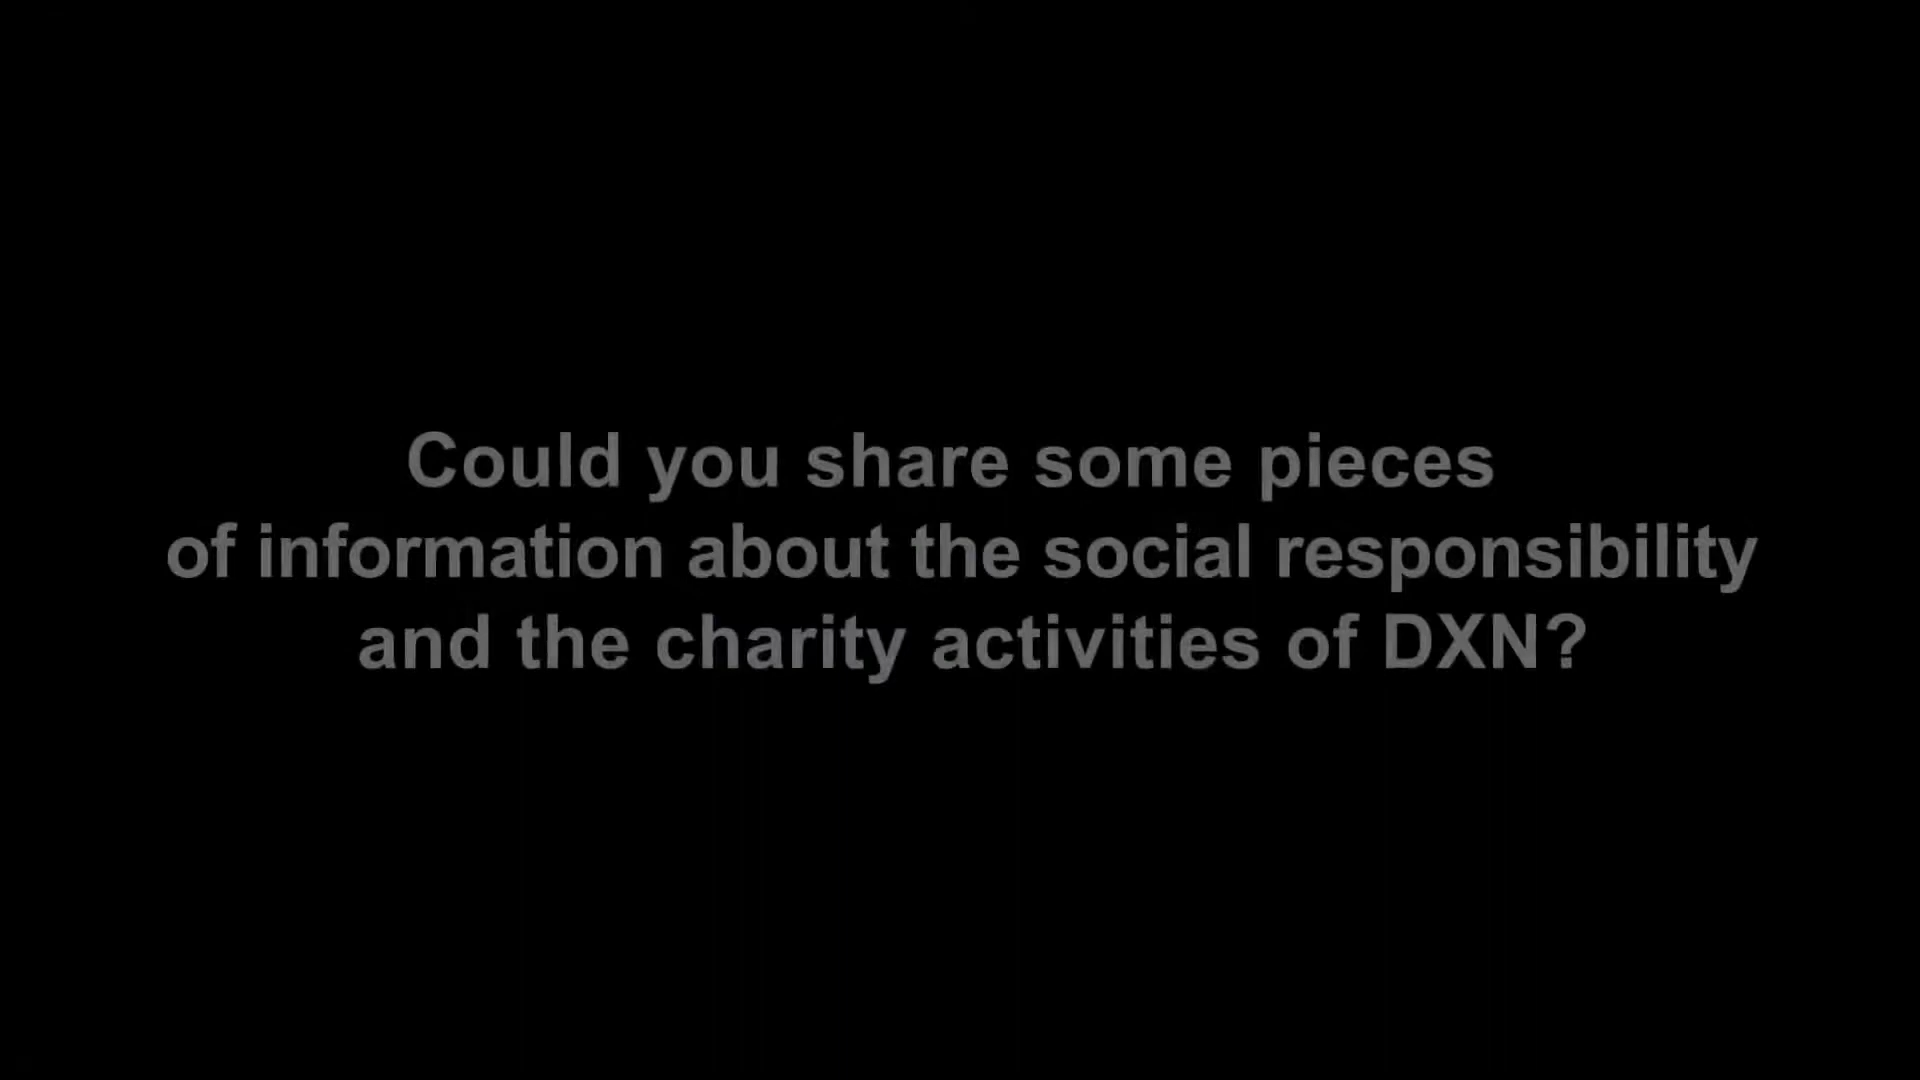 Could you share some pieces
of information about the social responsibility
and the charity activities of DXN?